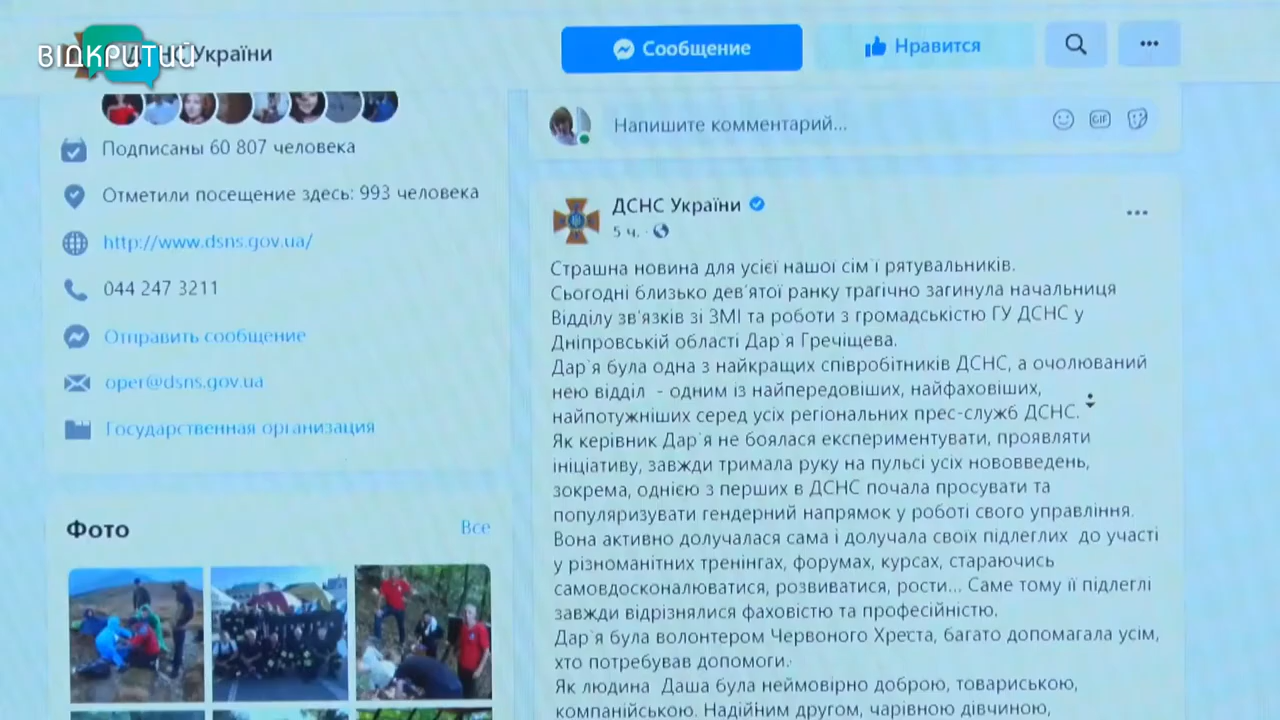 ВІДКРИТИЙ
ДСНС України
Сообщение
Нравится
Подписаны 60 807 человека
Отметили посещение здесь: 993 человека
http://www.dsns.gov.ua/
044 247 3211
Отправить сообщение
oper@dsns.gov.ua
Государственная организация
Фото
Все
Напишите комментарий...
GIF
ДСНС України
5 ч. ·
Страшна новина для усієї нашої сім`ї рятувальників.
Сьогодні близько дев'ятої ранку трагічно загинула начальниця
Відділу зв'язків зі ЗМІ та роботи з громадськістю ГУ ДСНС у
Дніпровській області Дар`я Гречіщева.
Дар`я була одна з найкращих співробітників ДСНС, а очолюваний
нею відділ - одним із найпередовіших, найфаховіших,
найпотужніших серед усіх регіональних прес-служб ДСНС.
Як керівник Дар`я не боялася експериментувати, проявляти
ініціативу, завжди тримала руку на пульсі усіх нововведень,
зокрема, однією з перших в ДСНС почала просувати та
популяризувати гендерний напрямок у роботі свого управління.
Вона активно долучалася сама і долучала своїх підлеглих до участі
у різноманітних тренінгах, форумах, курсах, стараючись
самовдосконалюватися, розвиватися, рости... Саме тому її підлеглі
завжди відрізнялися фаховістю та професійністю.
Дар`я була волонтером Червоного Хреста, багато допомагала усім,
хто потребував допомоги.
Як людина Даша була неймовірно доброю, товариською,
компанійською. Надійним другом, чарівною дівчиною,